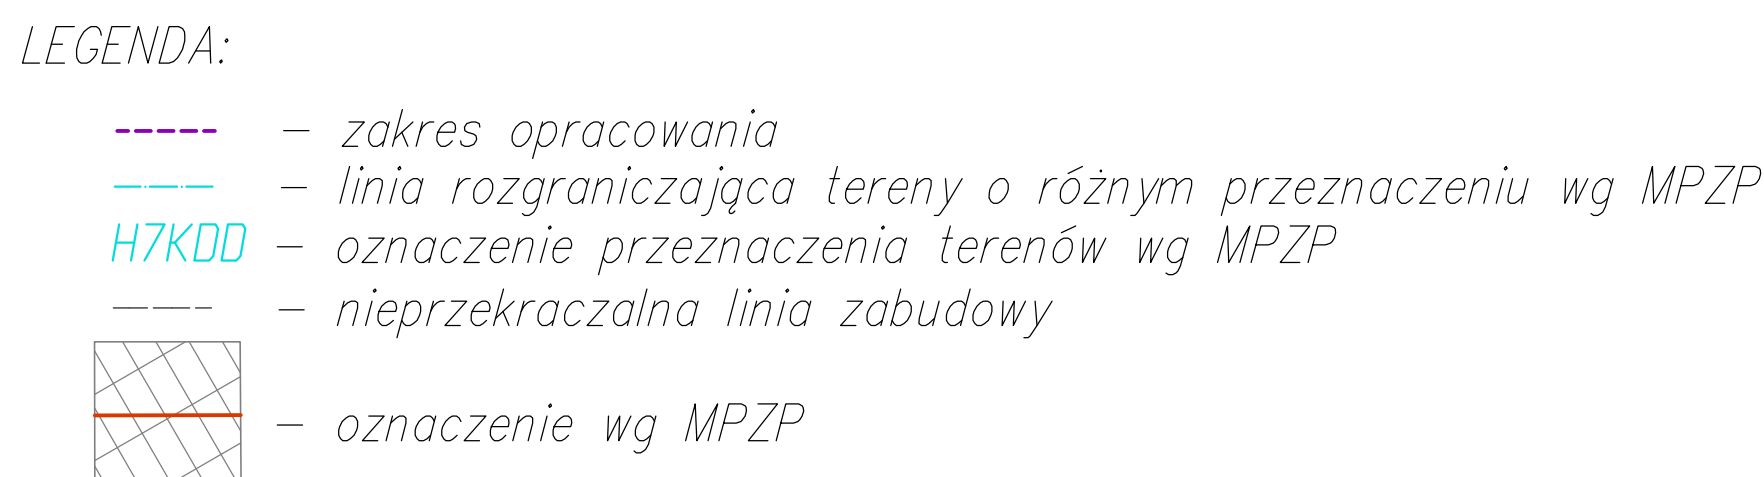 LEGENDA:
– zakres opracowania
– linia rozgraniczająca tereny o różnym przeznaczeniu wg MPZP
H7KDD – oznaczenie przeznaczenia terenów wg MPZP
– nieprzekraczalna linia zabudowy
– oznaczenie wg MPZP